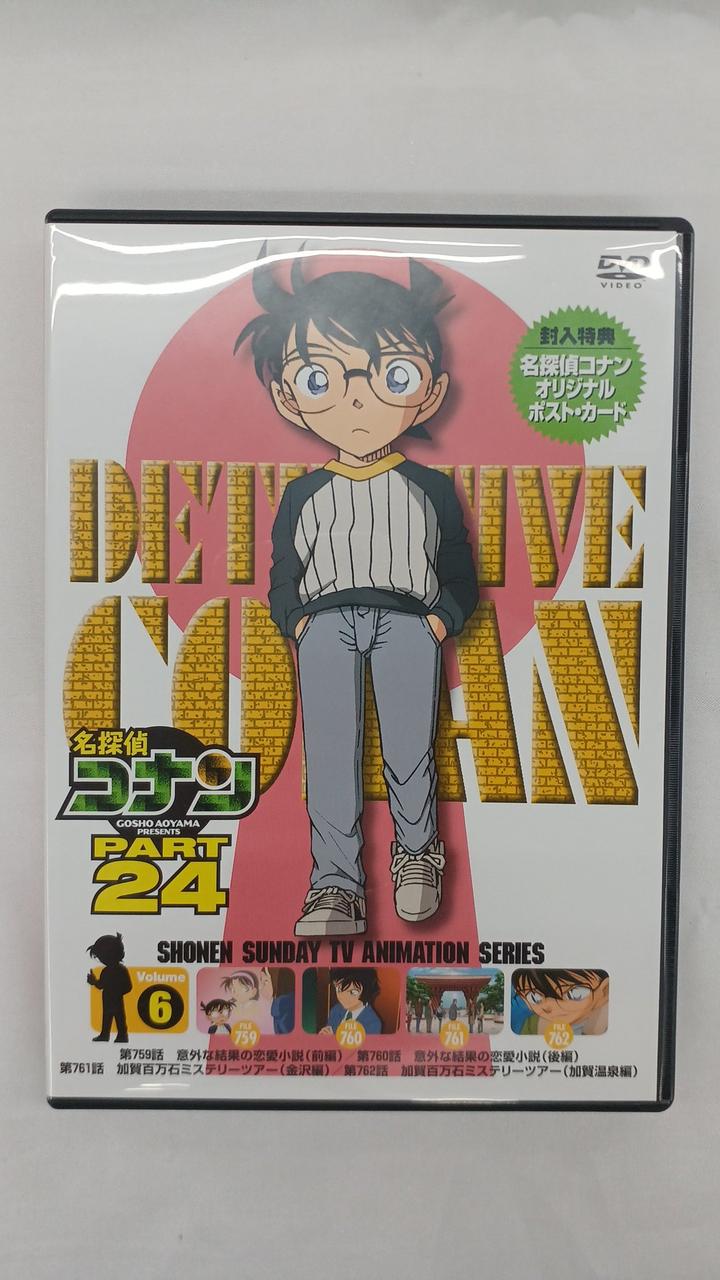 DVD
VIDEO
封入特典
名探偵コナン
オリジナル
ポスト・カード
DETECTIVE
CONAN
名探偵
コナン
GOSHO AOYAMA
PRESENTS
PART
24
SHONEN SUNDAY TV ANIMATION SERIES
Volume
6
FILE
759
FILE
760
FILE
761
FILE
762
第759話 意外な結果の恋愛小説(前編)／第760話 意外な結果の恋愛小説(後編)
第761話 加賀百万石ミステリーツアー(金沢編)／第762話 加賀百万石ミステリーツアー(加賀温泉編)